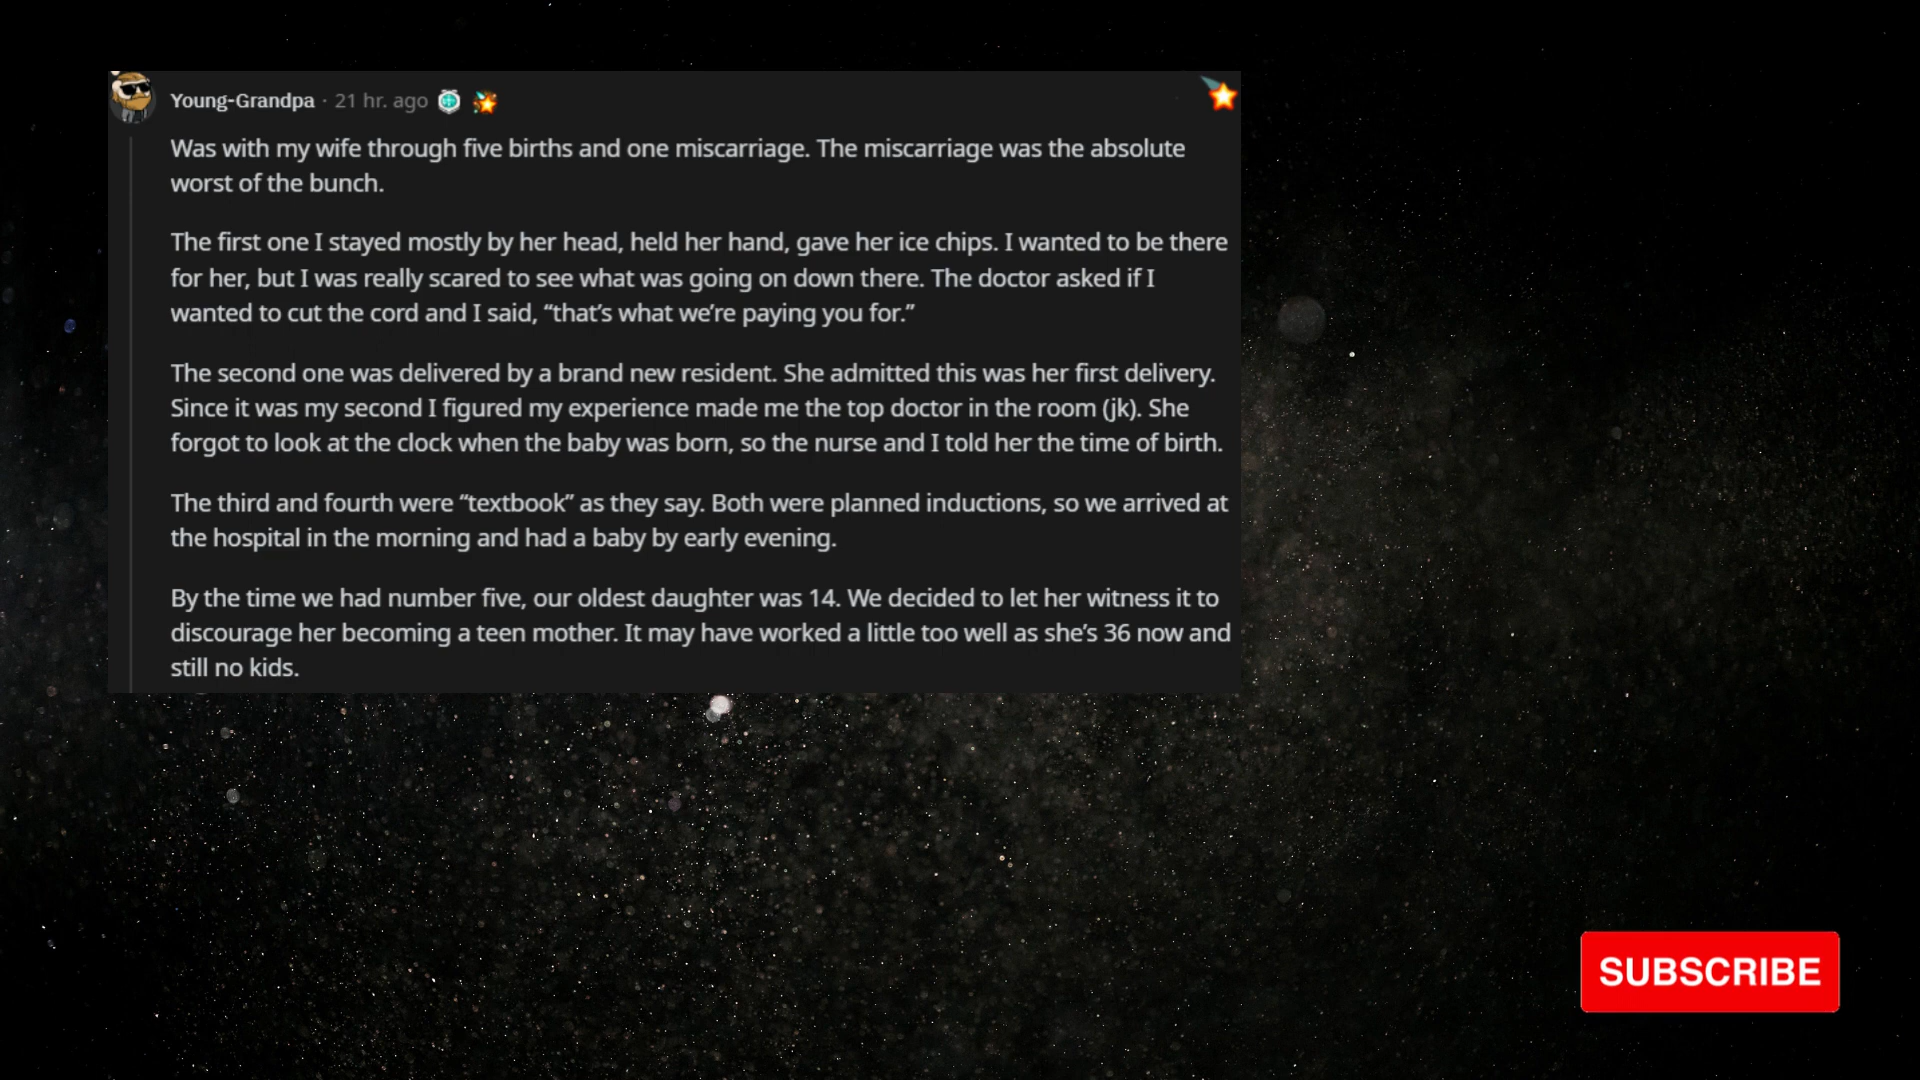 Young-Grandpa · 21 hr. ago
Was with my wife through five births and one miscarriage. The miscarriage was the absolute
worst of the bunch.
The first one I stayed mostly by her head, held her hand, gave her ice chips. I wanted to be there
for her, but I was really scared to see what was going on down there. The doctor asked if I
wanted to cut the cord and I said, “that’s what we’re paying you for.”
The second one was delivered by a brand new resident. She admitted this was her first delivery.
Since it was my second I figured my experience made me the top doctor in the room (jk). She
forgot to look at the clock when the baby was born, so the nurse and I told her the time of birth.
The third and fourth were “textbook” as they say. Both were planned inductions, so we arrived at
the hospital in the morning and had a baby by early evening.
By the time we had number five, our oldest daughter was 14. We decided to let her witness it to
discourage her becoming a teen mother. It may have worked a little too well as she’s 36 now and
still no kids.
SUBSCRIBE